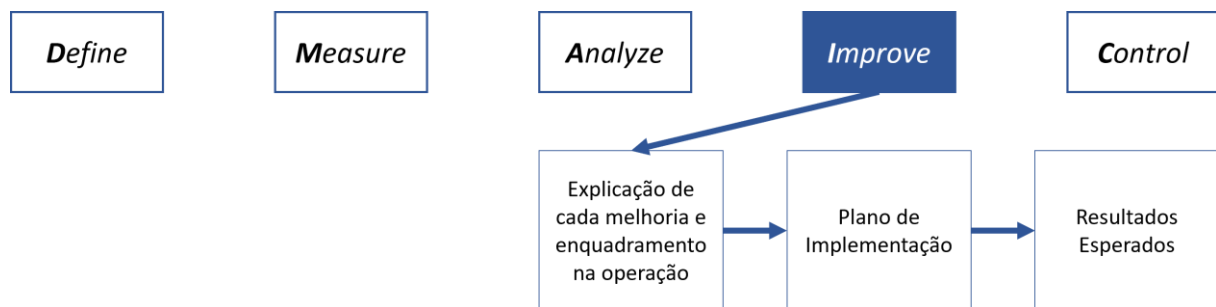 Define
Measure
Analyze
Improve
Control
Explicação de
cada melhoria e
enquadramento
na operação
Plano de
Implementação
Resultados
Esperados